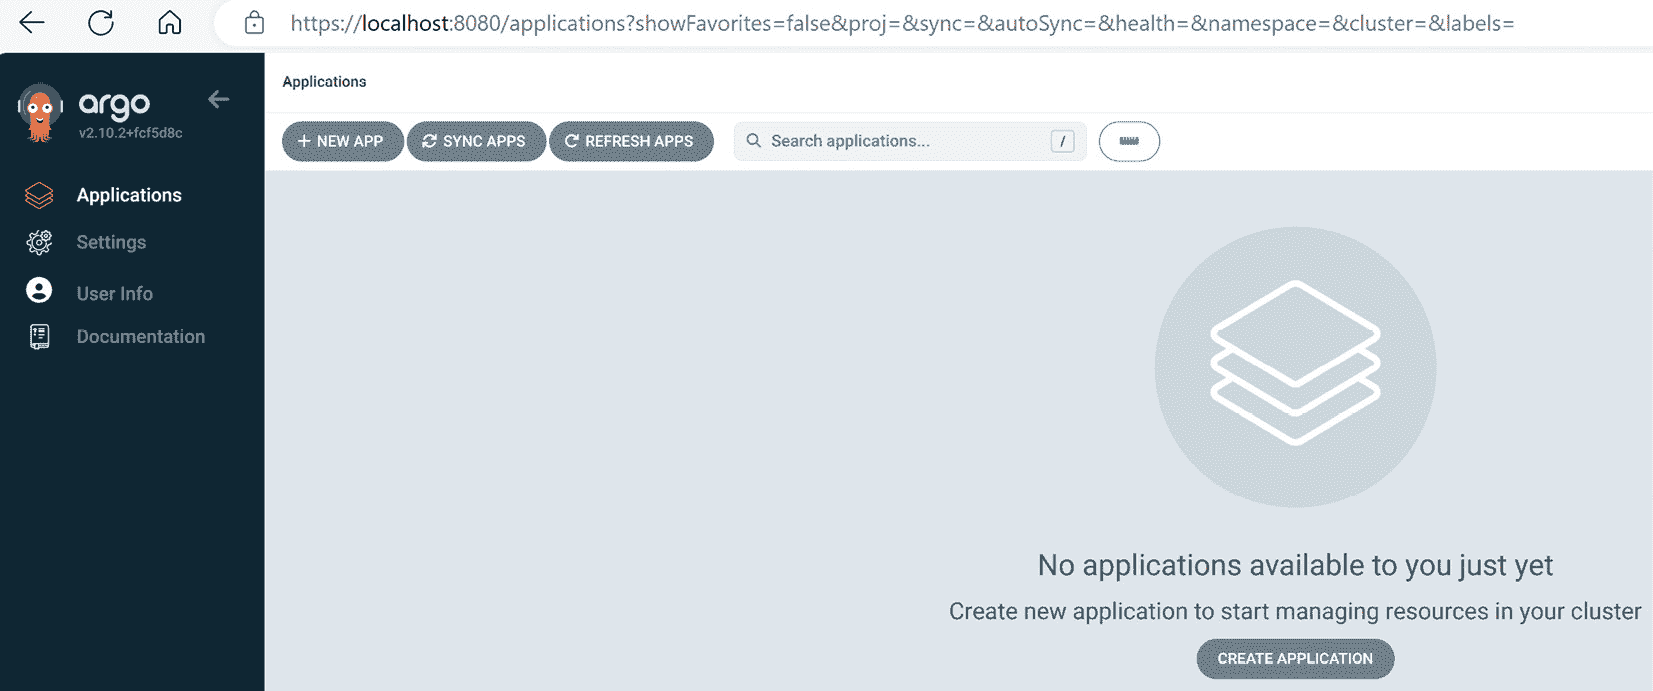 https://localhost:8080/applications?showFavorites=false&proj=&sync=&autoSync=&health=&namespace=&cluster=&labels=
argo
v2.10.2+fcf5d8c
Applications
Settings
User Info
Documentation
Applications
+ NEW APP
SYNC APPS
REFRESH APPS
Search applications...
/
No applications available to you just yet
Create new application to start managing resources in your cluster
CREATE APPLICATION